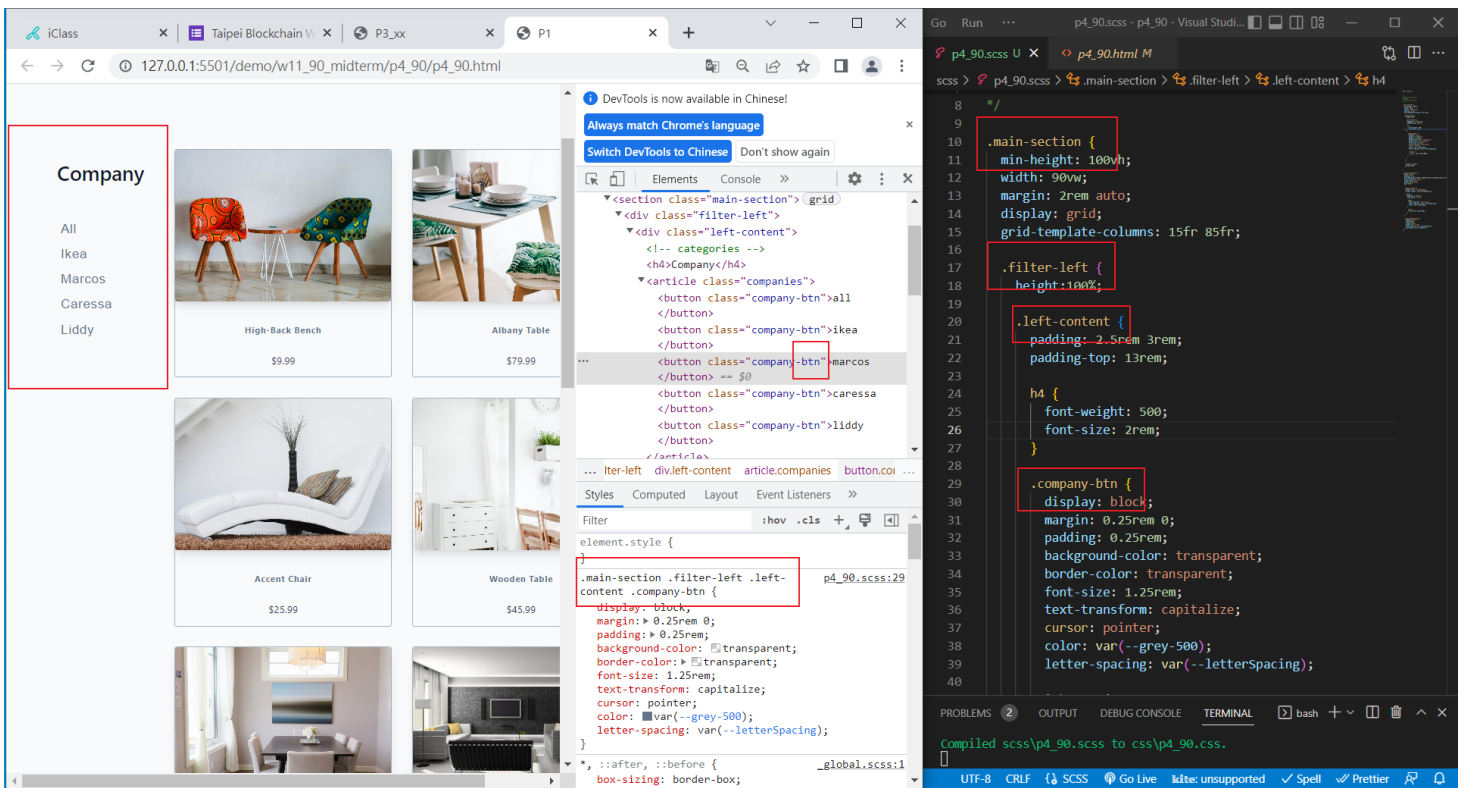 iClass
Taipei Blockchain W
P3_xx
P1
127.0.0.1:5501/demo/w11_90_midterm/p4_90/p4_90.html
Company
All
Ikea
Marcos
Caressa
Liddy
High-Back Bench
$9.99
Albany Table
$79.99
Accent Chair
$25.99
Wooden Table
$45.99
DevTools is now available in Chinese!
Always match Chrome's language
Switch DevTools to Chinese Don't show again
Elements Console »
▼<section class="main-section"> grid
▼<div class="filter-left">
▼<div class="left-content">
<!-- categories -->
<h4>Company</h4>
▼<article class="companies">
<button class="company-btn">all
</button>
<button class="company-btn">ikea
</button>
<button class="company-btn">marcos
</button> == $0
<button class="company-btn">caressa
</button>
<button class="company-btn">liddy
</button>
</article>
... lter-left div.left-content article.companies button.coı ...
Styles Computed Layout Event Listeners »
Filter :hov .cls +
element.style {
}
.main-section .filter-left .left- p4_90.scss:29
content .company-btn {
display: block;
margin:▶ 0.25rem 0;
padding:▶ 0.25rem;
background-color: transparent;
border-color:▶ transparent;
font-size: 1.25rem;
text-transform: capitalize;
cursor: pointer;
color: var(--grey-500);
letter-spacing: var(--letterSpacing);
}
*, ::after, ::before { _global.scss:1
box-sizing: border-box;
Go Run ··· p4_90.scss - p4_90 - Visual Studi...
p4_90.scss U p4_90.html M
scss > p4_90.scss > .main-section > .filter-left > .left-content > h4
8 */
9
10 .main-section {
11 min-height: 100vh;
12 width: 90vw;
13 margin: 2rem auto;
14 display: grid;
15 grid-template-columns: 15fr 85fr;
16
17 .filter-left {
18 height:100%;
19
20 .left-content {
21 padding: 2.5rem 3rem;
22 padding-top: 13rem;
23
24 h4 {
25 font-weight: 500;
26 font-size: 2rem;
27 }
28
29 .company-btn {
30 display: block;
31 margin: 0.25rem 0;
32 padding: 0.25rem;
33 background-color: transparent;
34 border-color: transparent;
35 font-size: 1.25rem;
36 text-transform: capitalize;
37 cursor: pointer;
38 color: var(--grey-500);
39 letter-spacing: var(--letterSpacing);
40
PROBLEMS 2 OUTPUT DEBUG CONSOLE TERMINAL bash
Compiled scss\p4_90.scss to css\p4_90.css.
UTF-8 CRLF SCSS Go Live kite: unsupported Spell Prettier